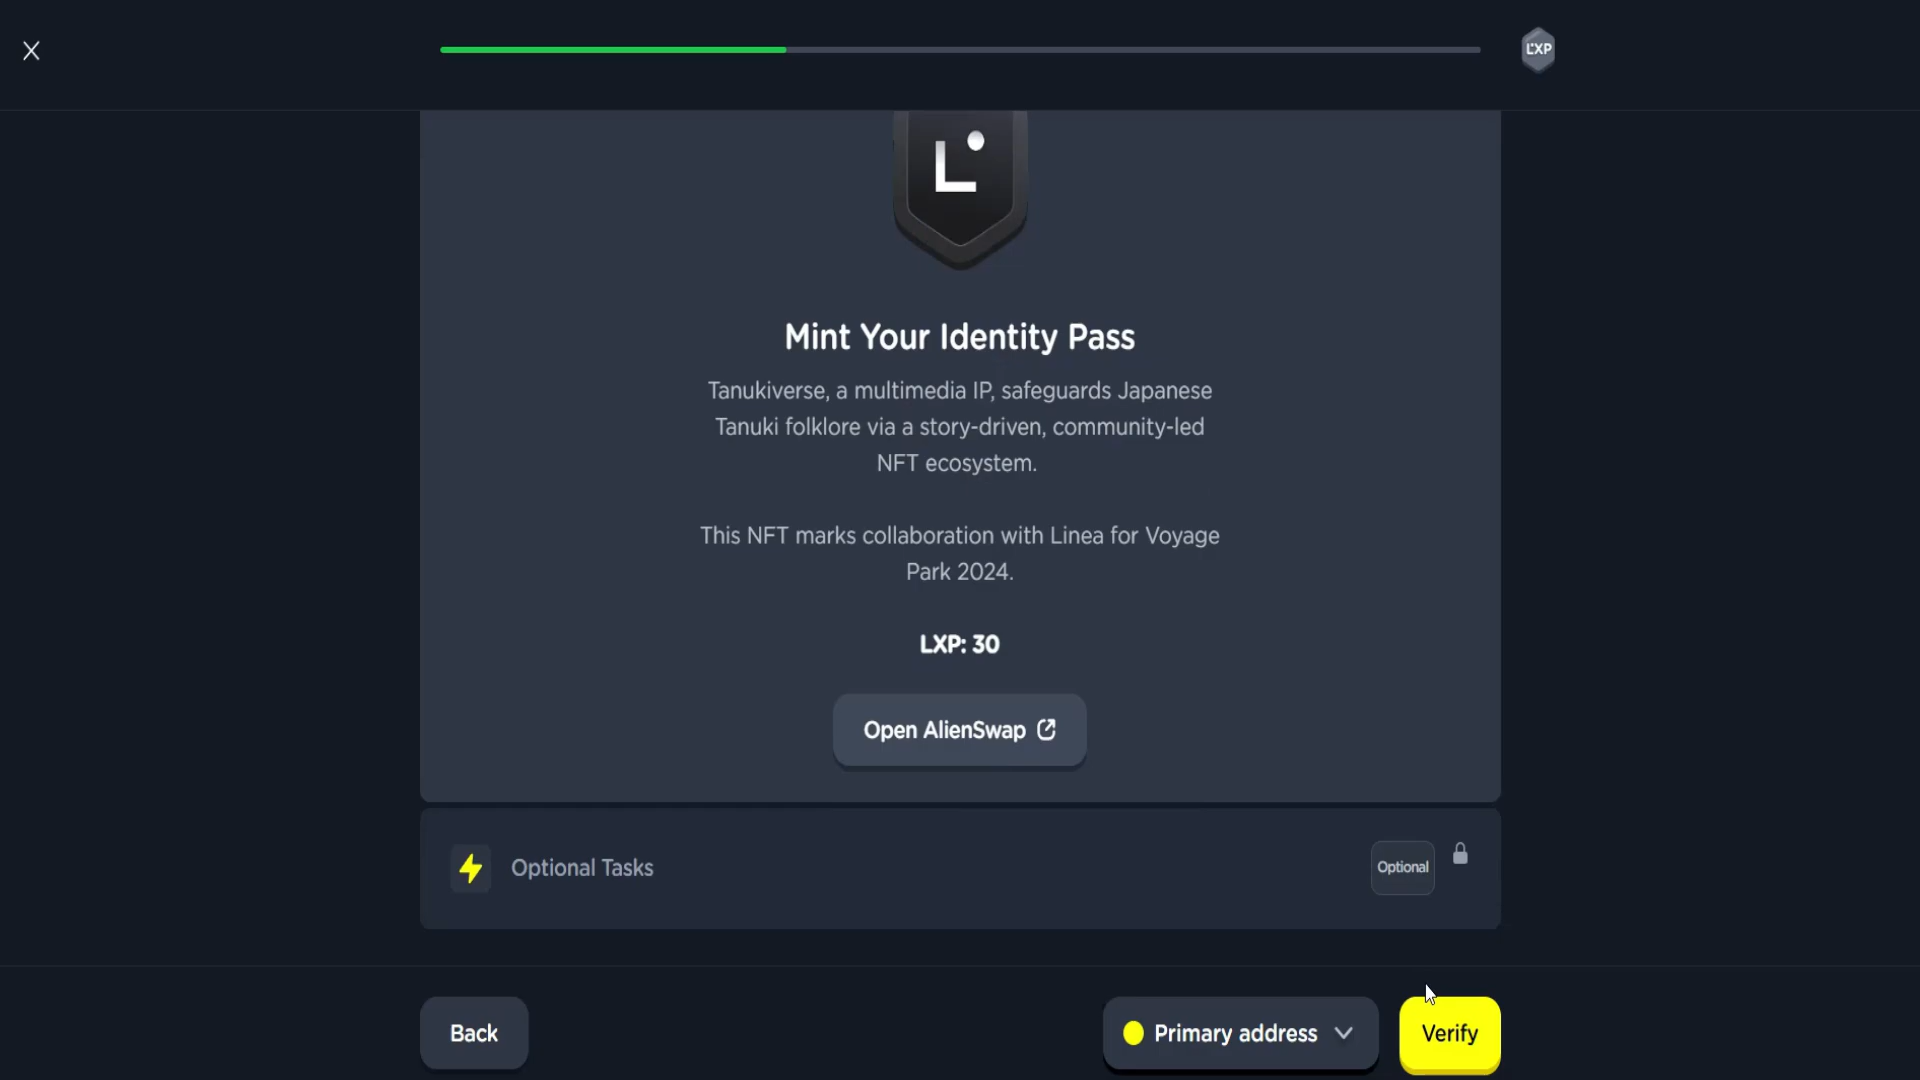 LXP
L
Mint Your Identity Pass
Tanukiverse, a multimedia IP, safeguards Japanese
Tanuki folklore via a story-driven, community-led
NFT ecosystem.
This NFT marks collaboration with Linea for Voyage
Park 2024.
LXP: 30
Open AlienSwap
Optional Tasks
Optional
Back
Primary address
Verify